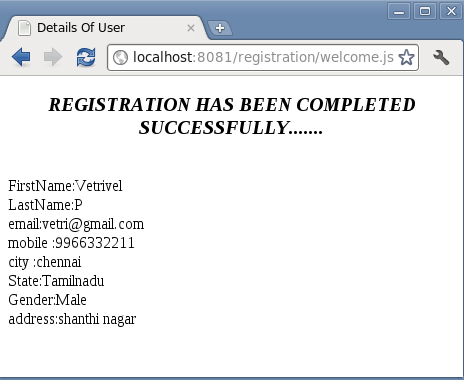 Details Of User
localhost:8081/registration/welcome.js
REGISTRATION HAS BEEN COMPLETED
SUCCESSFULLY.......
FirstName:Vetrivel
LastName:P
email:vetri@gmail.com
mobile :9966332211
city :chennai
State:Tamilnadu
Gender:Male
address:shanthi nagar